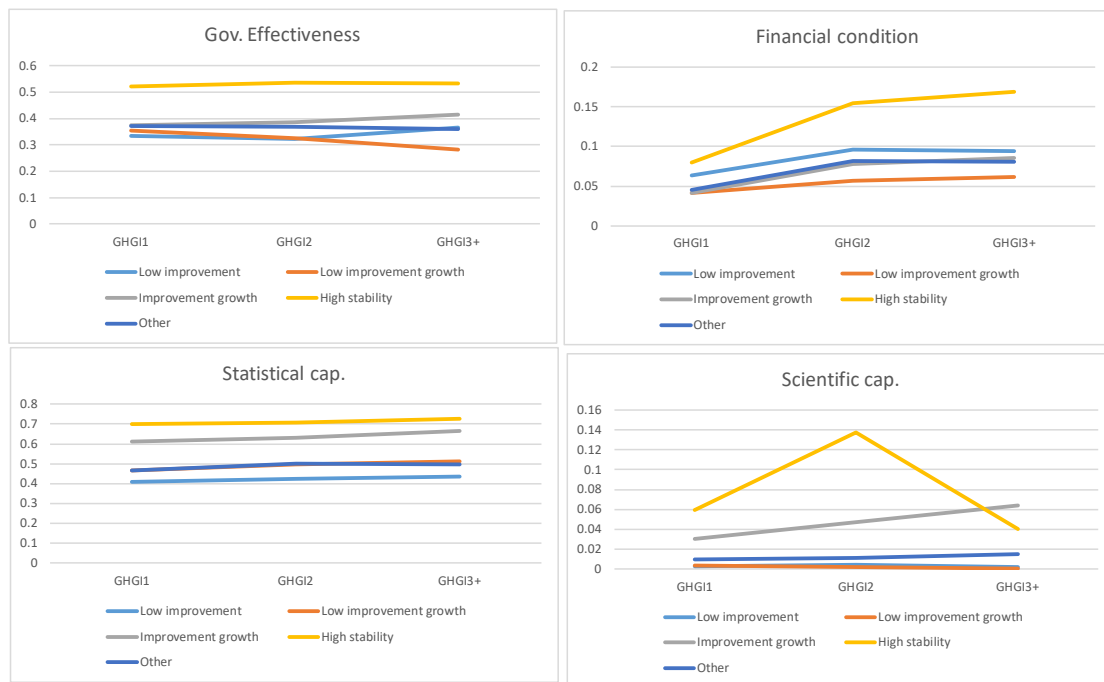 Gov. Effectiveness
0.6
0.5
0.4
0.3
0.2
0.1
0
GHGI1 GHGI2 GHGI3+
Low improvement Low improvement growth
Improvement growth High stability
Other
Financial condition
0.2
0.15
0.1
0.05
0
GHGI1 GHGI2 GHGI3+
Low improvement Low improvement growth
Improvement growth High stability
Other
Statistical cap.
0.8
0.7
0.6
0.5
0.4
0.3
0.2
0.1
0
GHGI1 GHGI2 GHGI3+
Low improvement Low improvement growth
Improvement growth High stability
Other
Scientific cap.
0.16
0.14
0.12
0.1
0.08
0.06
0.04
0.02
0
GHGI1 GHGI2 GHGI3+
Low improvement Low improvement growth
Improvement growth High stability
Other